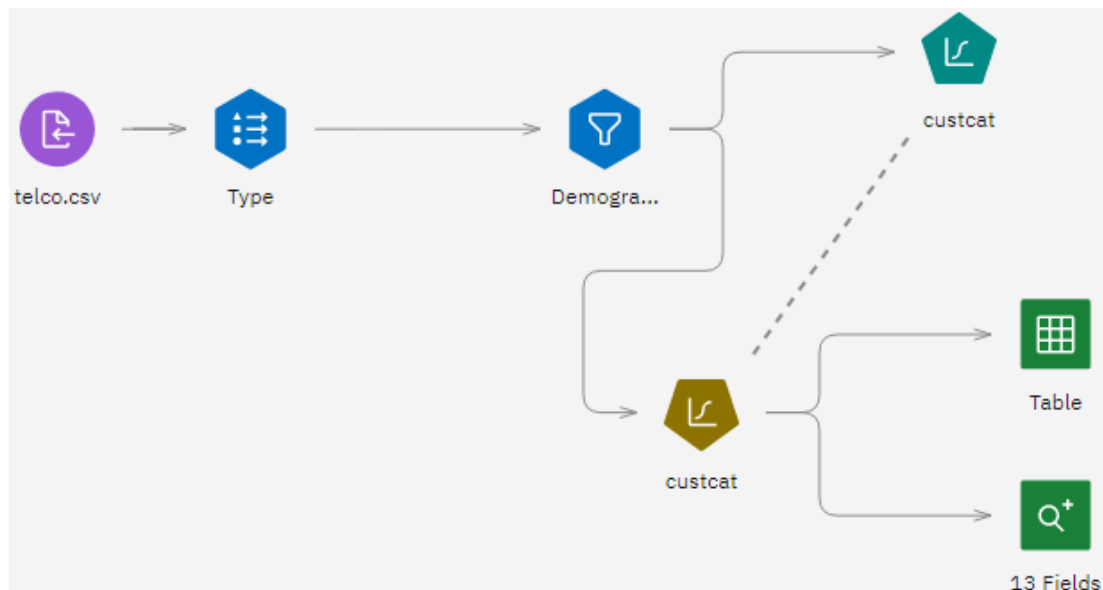 custcat
telco.csv
Type
Demogra...
Table
custcat
13 Fields